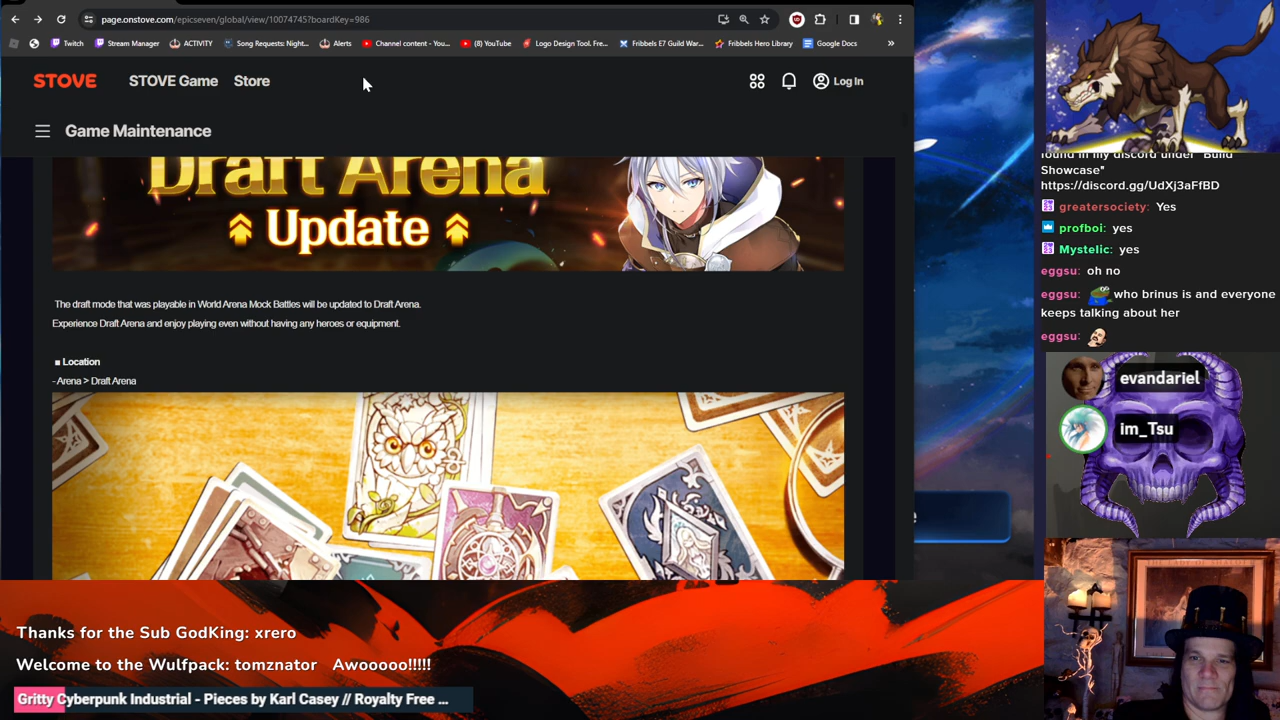 page.onstove.com/epicseven/global/view/10074745?boardKey=986
Twitch
Stream Manager
ACTIVITY
Song Requests: Night...
Alerts
Channel content - You...
(8) YouTube
Logo Design Tool. Fre...
Fribbels E7 Guild War...
Fribbels Hero Library
Google Docs
»
STOVE
STOVE Game
Store
Log In
Game Maintenance
Draft Arena
Update
The draft mode that was playable in World Arena Mock Battles will be updated to Draft Arena.
Experience Draft Arena and enjoy playing even without having any heroes or equipment.
■ Location
- Arena > Draft Arena
found in my discord under "Build
Showcase"
https://discord.gg/UdXj3aFfBD
greatersociety: Yes
profboi: yes
Mystelic: yes
eggsu: oh no
eggsu: who brinus is and everyone
keeps talking about her
eggsu:
evandariel
im_Tsu
Thanks for the Sub GodKing: xrero
Welcome to the Wulfpack: tomznator Awooooo!!!!!
Gritty Cyberpunk Industrial - Pieces by Karl Casey // Royalty Free ...